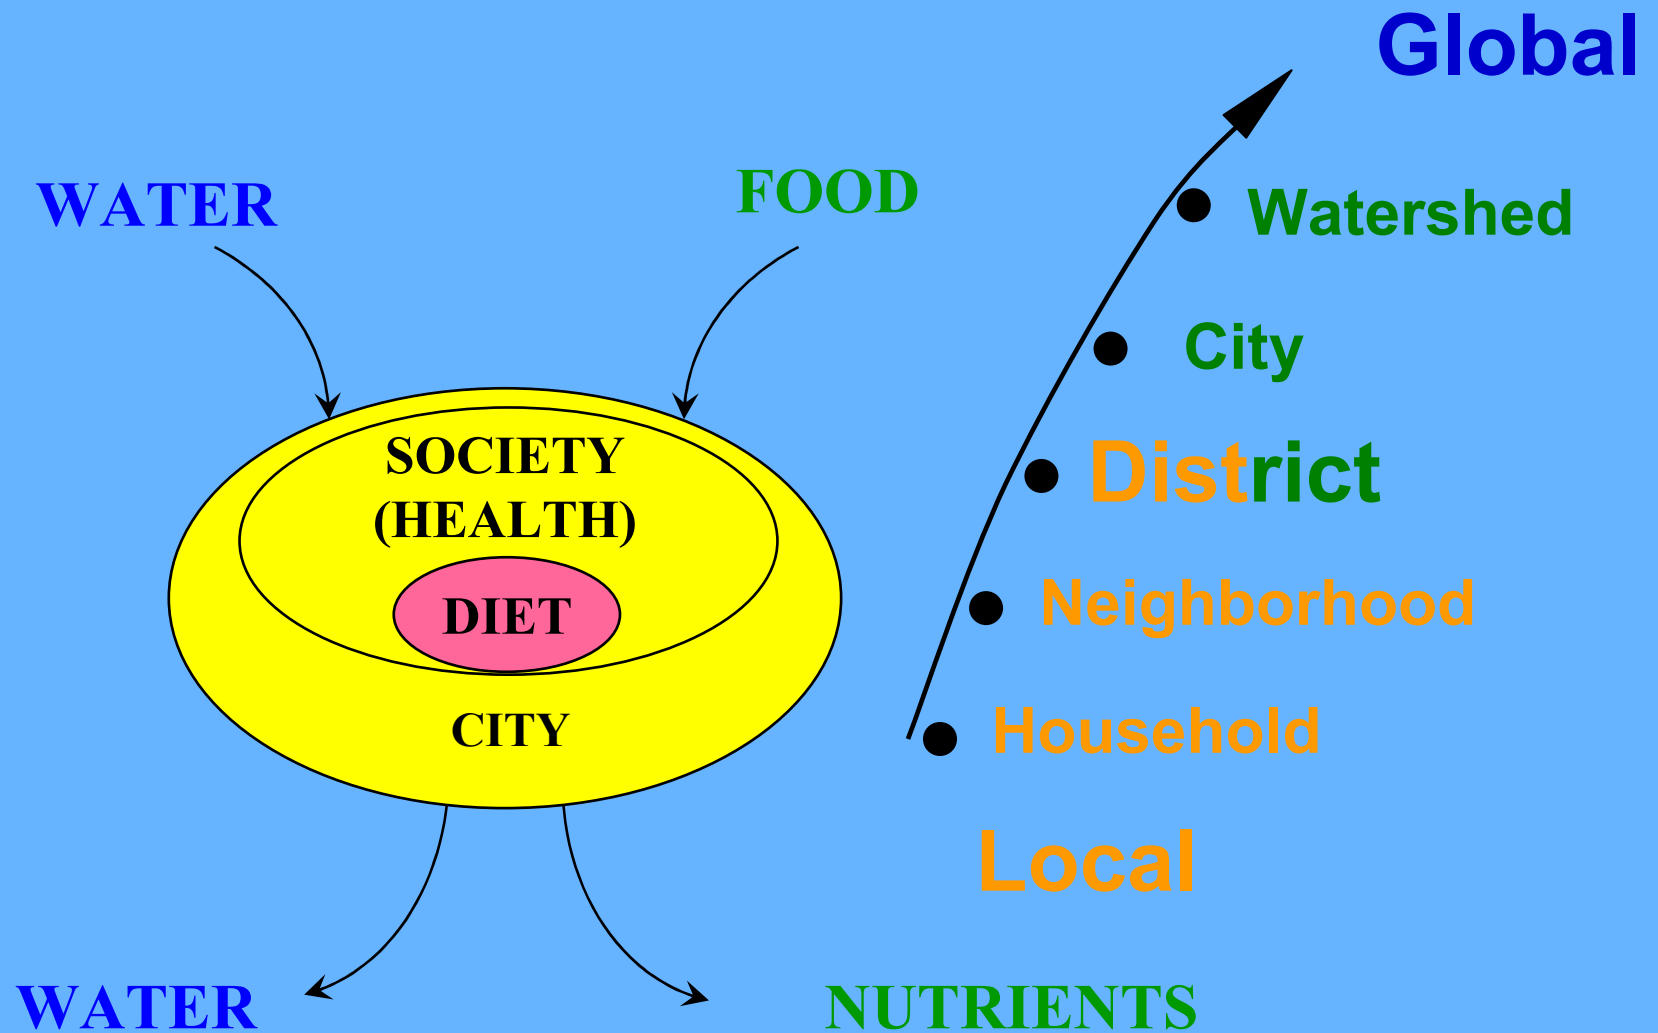 Global
WATER
FOOD
Watershed
City
SOCIETY
(HEALTH)
District
DIET
Neighborhood
CITY
Household
Local
WATER
NUTRIENTS